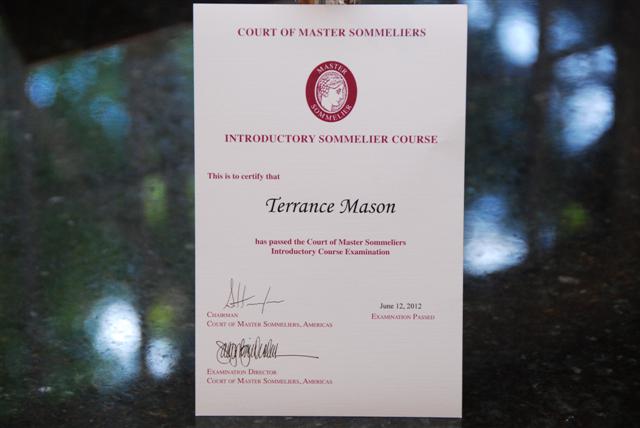 COURT OF MASTER SOMMELIERS
MASTER
SOMMELIER
INTRODUCTORY SOMMELIER COURSE
This is to certify that
Terrance Mason
has passed the Court of Master Sommeliers
Introductory Course Examination
June 12, 2012
CHAIRMAN
EXAMINATION PASSED
COURT OF MASTER SOMMELIERS, AMERICAS
EXAMINATION DIRECTOR
COURT OF MASTER SOMMELIERS, AMERICAS